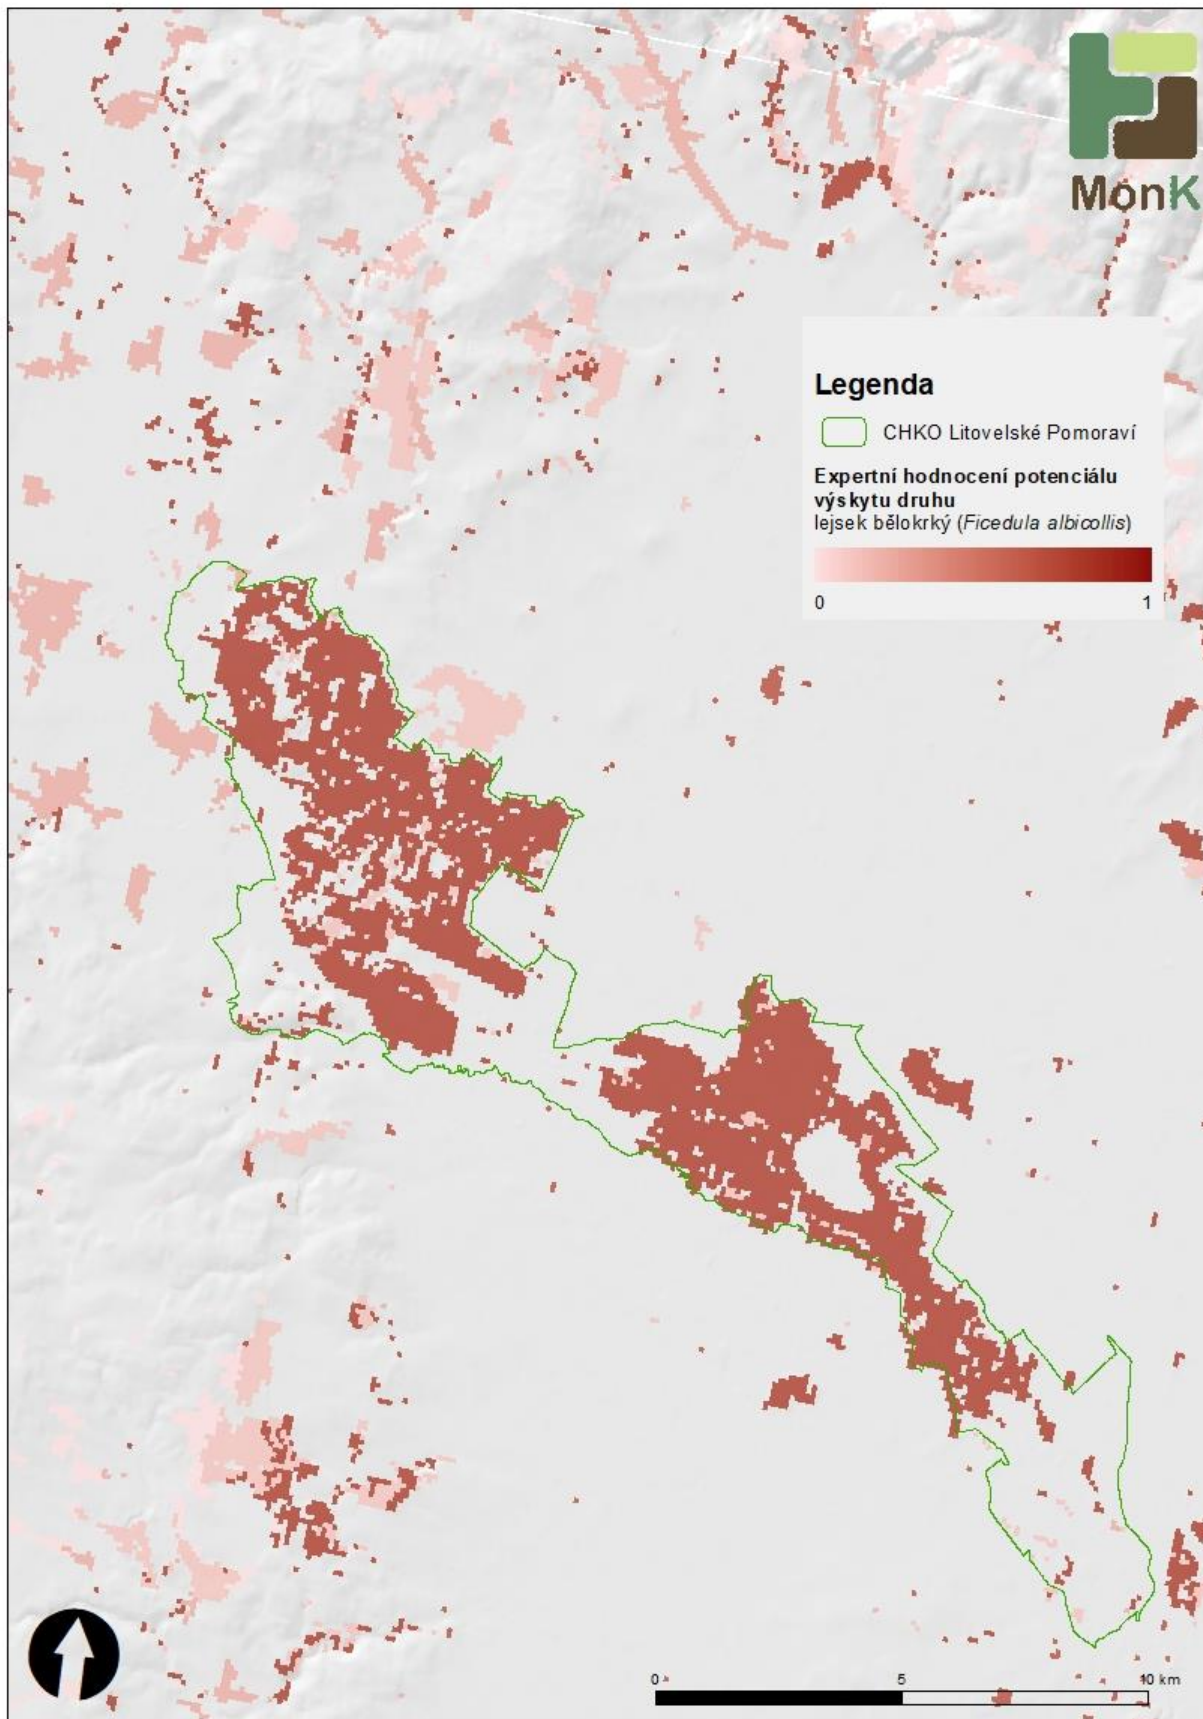 MonK
Legenda
CHKO Litovelské Pomoraví
Expertní hodnocení potenciálu
výskytu druhu
lejsek bělokrký (Ficedula albicollis)
0 1
0 5 10 km